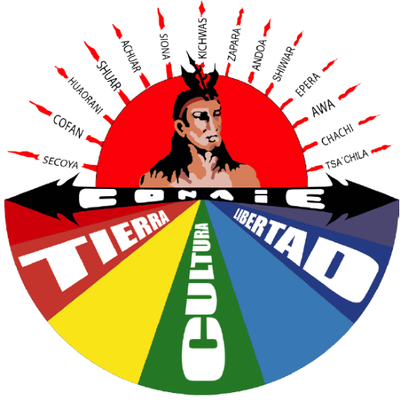 SECOYA
COFAN
HUAORANI
SHUAR
ACHUAR
SIONA
KICHWAS
ZAPARA
ANDOA
SHIWIAR
EPERA
AWA
CHACHI
TSA´CHILA
CONAIE
TIERRA
CULTURA
LIBERTAD